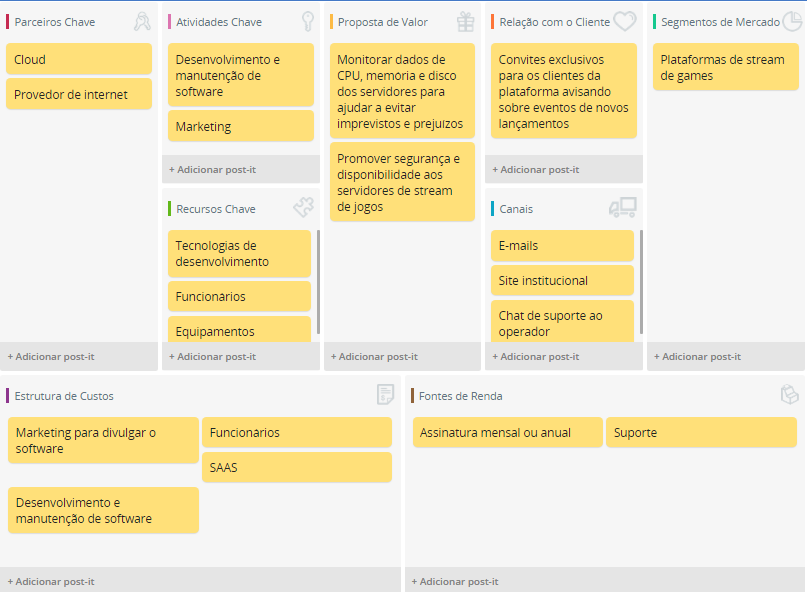 Parceiros Chave
Cloud
Provedor de internet
+ Adicionar post-it
Atividades Chave
Desenvolvimento e
manutenção de
software
Marketing
+ Adicionar post-it
Recursos Chave
Tecnologias de
desenvolvimento
Funcionários
Equipamentos
+ Adicionar post-it
Proposta de Valor
Monitorar dados de
CPU, memória e disco
dos servidores para
ajudar a evitar
imprevistos e prejuízos
Promover segurança e
disponibilidade aos
servidores de stream
de jogos
+ Adicionar post-it
Relação com o Cliente
Convites exclusivos
para os clientes da
plataforma avisando
sobre eventos de novos
lançamentos
+ Adicionar post-it
Canais
E-mails
Site institucional
Chat de suporte ao
operador
+ Adicionar post-it
Segmentos de Mercado
Plataformas de stream
de games
+ Adicionar post-it
Estrutura de Custos
Marketing para divulgar o
software
Funcionários
SAAS
Desenvolvimento e
manutenção de software
+ Adicionar post-it
Fontes de Renda
Assinatura mensal ou anual
Suporte
+ Adicionar post-it